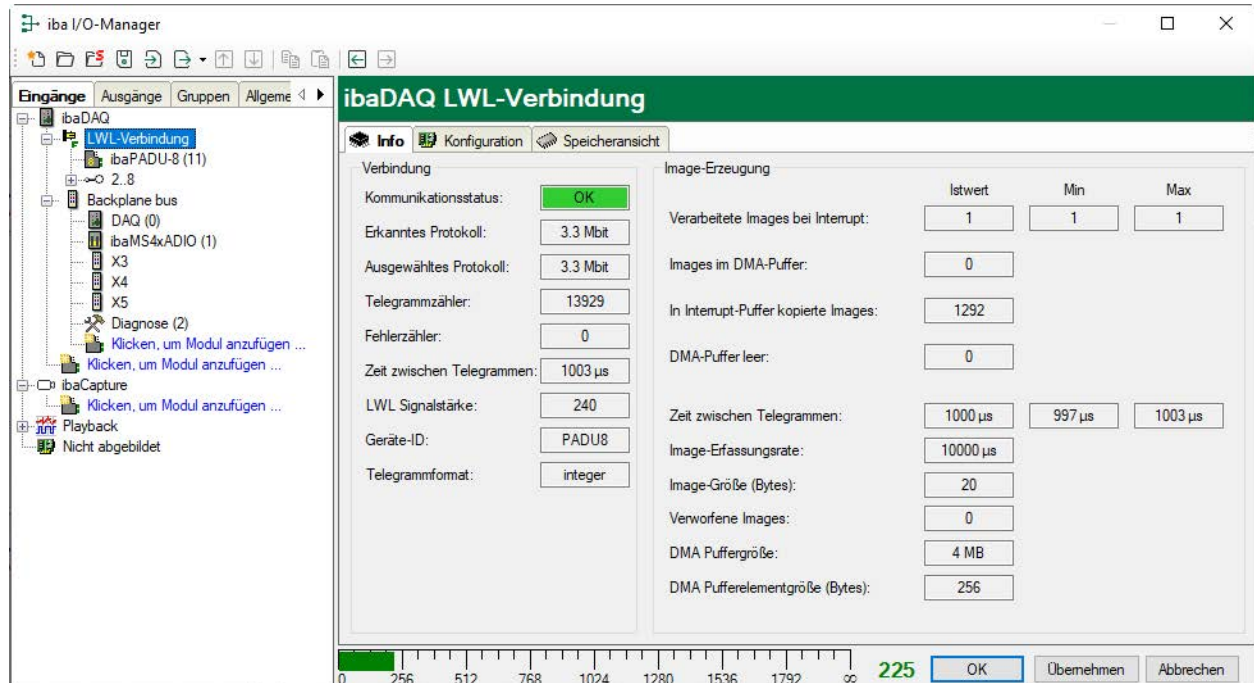 iba I/O-Manager
Eingänge Ausgänge Gruppen Allgeme
ibaDAQ
LWL-Verbindung
ibaPADU-8 (11)
2..8
Backplane bus
DAQ (0)
ibaMS4xADIO (1)
X3
X4
X5
Diagnose (2)
Klicken, um Modul anzufügen ...
Klicken, um Modul anzufügen ...
ibaCapture
Klicken, um Modul anzufügen ...
Playback
Nicht abgebildet
ibaDAQ LWL-Verbindung
Info Konfiguration Speicheransicht
Verbindung
Kommunikationsstatus: OK
Erkanntes Protokoll: 3.3 Mbit
Ausgewähltes Protokoll: 3.3 Mbit
Telegrammzähler: 13929
Fehlerzähler: 0
Zeit zwischen Telegrammen: 1003 µs
LWL Signalstärke: 240
Geräte-ID: PADU8
Telegrammformat: integer
Image-Erzeugung
Istwert Min Max
Verarbeitete Images bei Interrupt: 1 1 1
Images im DMA-Puffer: 0
In Interrupt-Puffer kopierte Images: 1292
DMA-Puffer leer: 0
Zeit zwischen Telegrammen: 1000 µs 997 µs 1003 µs
Image-Erfassungsrate: 10000 µs
Image-Größe (Bytes): 20
Verworfene Images: 0
DMA Puffergröße: 4 MB
DMA Pufferelementgröße (Bytes): 256
0 256 512 768 1024 1280 1536 1792 ∞ 225 OK Übernehmen Abbrechen